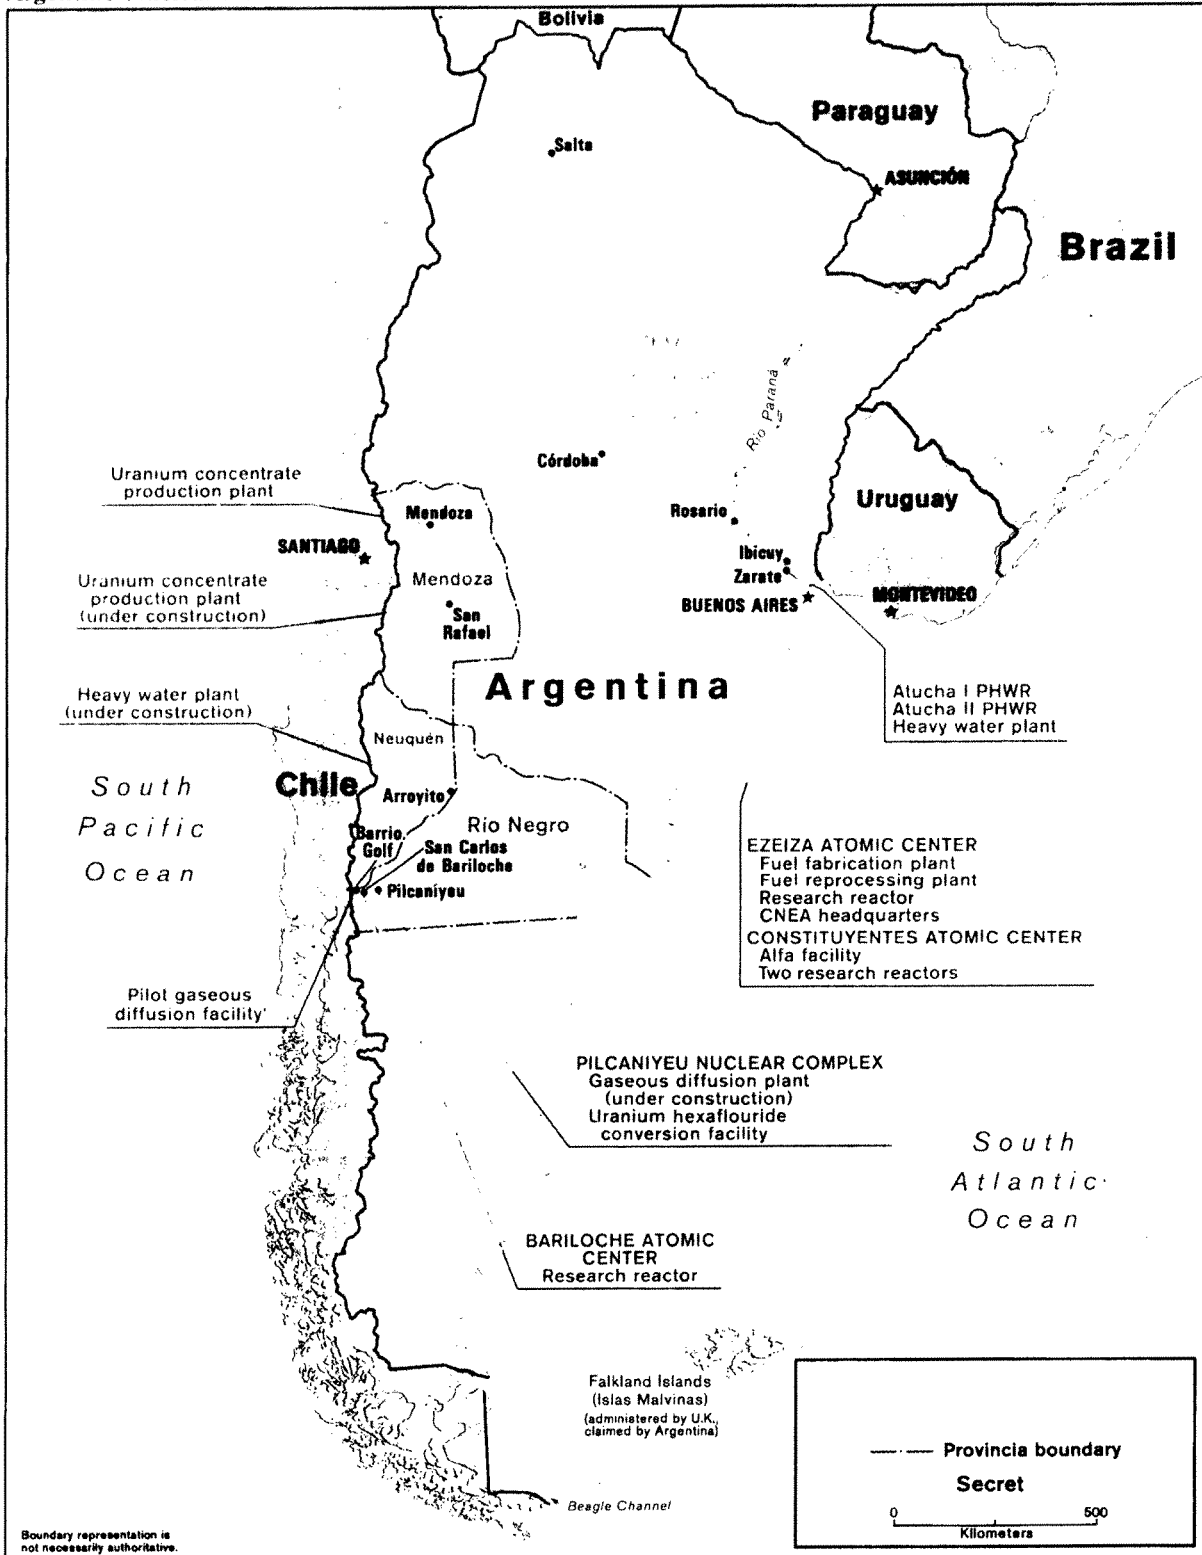 Bolivia
Paraguay
Salta
ASUNCIÓN
Brazil
Rio Paraná
Córdoba
Uranium concentrate
production plant
Uruguay
Mendoza
Rosario
SANTIAGO
Ibicuy
Zarate
Uranium concentrate
production plant
(under construction)
Mendoza
BUENOS AIRES
MONTEVIDEO
San
Rafael
Argentina
Heavy water plant
(under construction)
Atucha I PHWR
Atucha II PHWR
Heavy water plant
Neuquén
South
Pacific
Ocean
Chile
Arroyito
Río Negro
Barrio
Golf
San Carlos
de Bariloche
Pilcaniyeu
EZEIZA ATOMIC CENTER
Fuel fabrication plant
Fuel reprocessing plant
Research reactor
CNEA headquarters
CONSTITUYENTES ATOMIC CENTER
Alfa facility
Two research reactors
Pilot gaseous
diffusion facility
PILCANIYEU NUCLEAR COMPLEX
Gaseous diffusion plant
(under construction)
Uranium hexaflouride
conversion facility
South
Atlantic
Ocean
BARILOCHE ATOMIC
CENTER
Research reactor
Falkland Islands
(Islas Malvinas)
(administered by U.K.,
claimed by Argentina)
Provincia boundary
Secret
0 500
Kilometers
Beagle Channel
Boundary representation is
not necessarily authoritative.